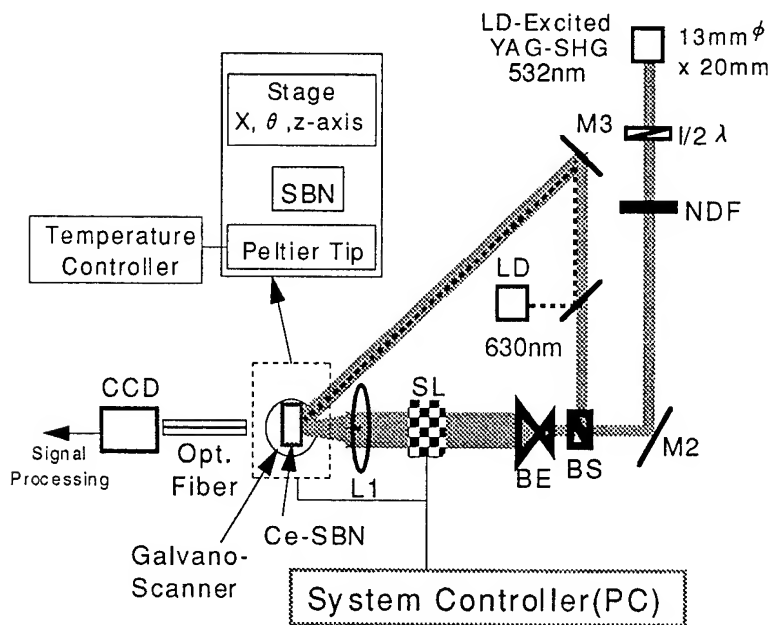 LD-Excited
YAG-SHG
532nm
13mmφ
x 20mm
Stage
X, θ ,z-axis
SBN
Peltier Tip
Temperature
Controller
M3
l/2 λ
NDF
LD
630nm
CCD
SL
Signal
Processing
Opt.
Fiber
L1
BE
BS
M2
Ce-SBN
Galvano-
Scanner
System Controller(PC)